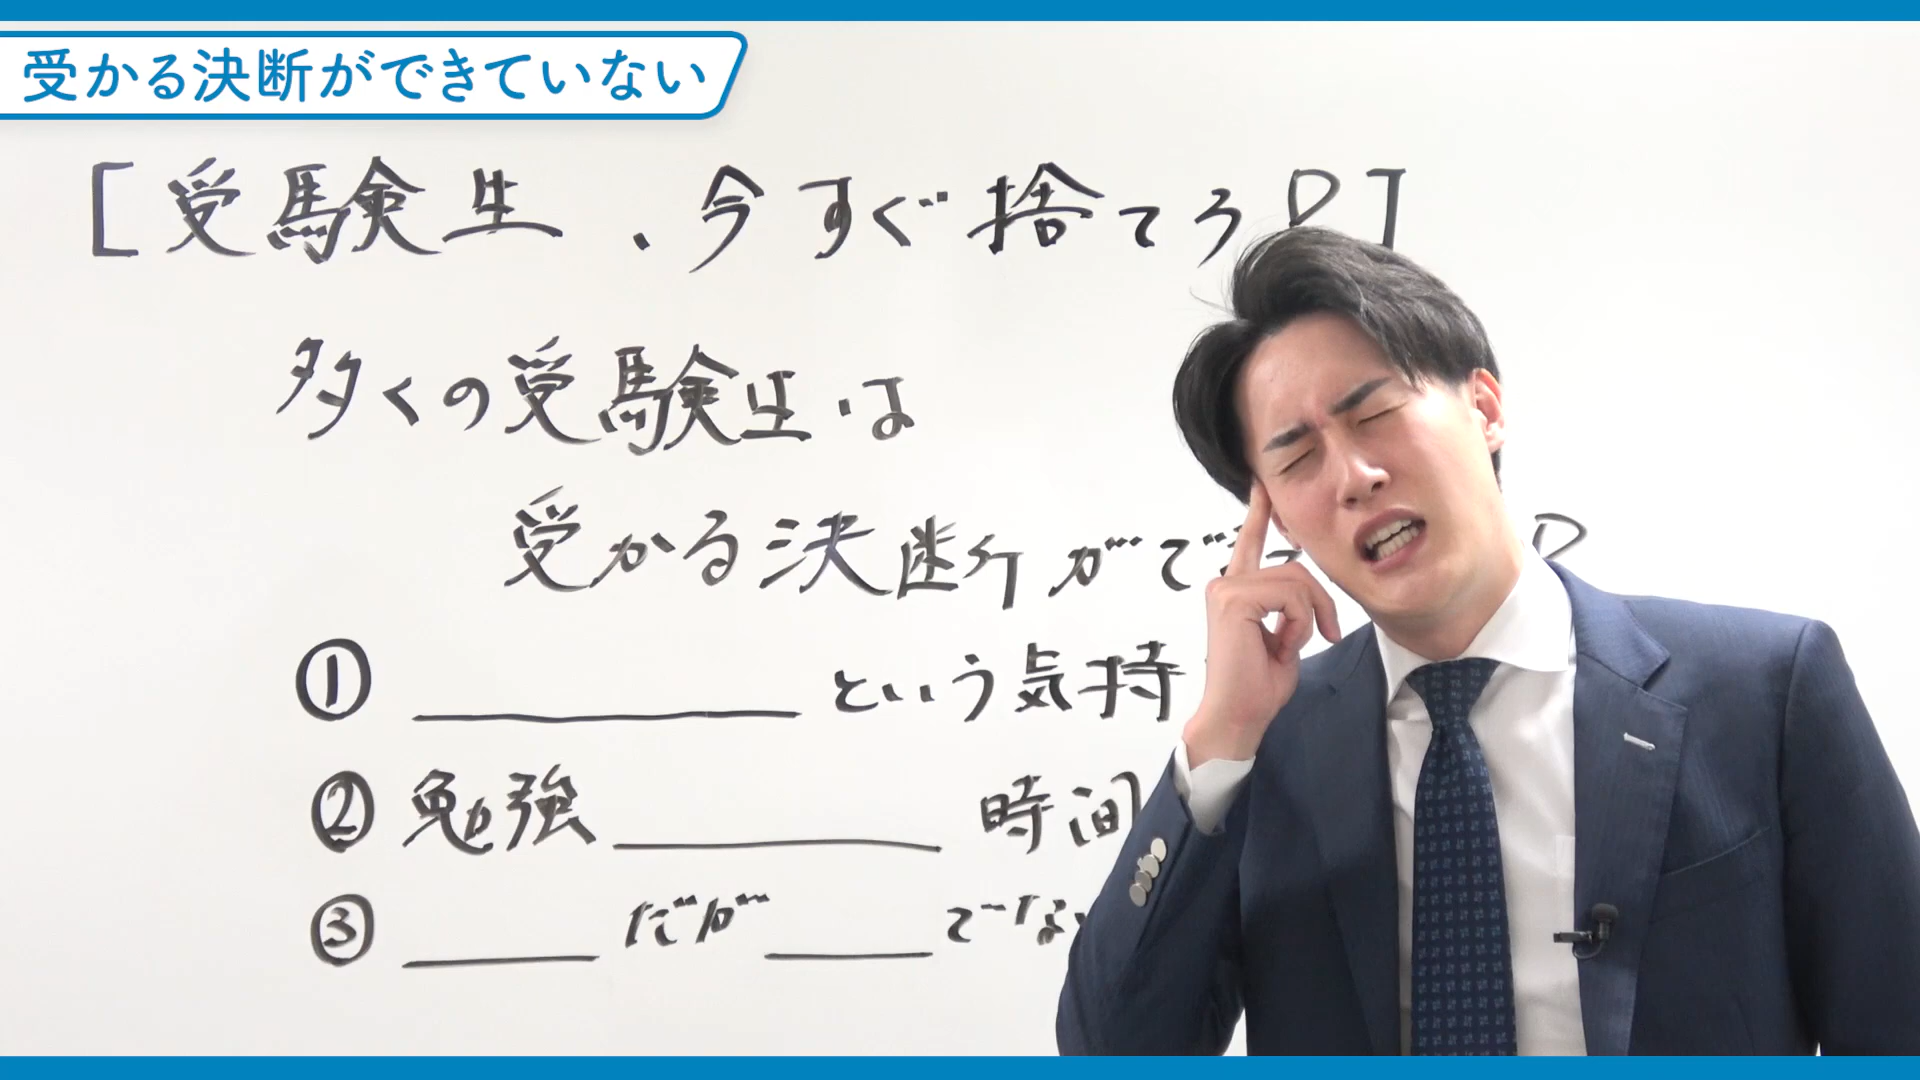 受かる決断ができていない
[受験生、今すぐ捨てろ!?]
多くの受験生は
受かる決断ができ
① という気持
② 勉強 時間
③ だが でな